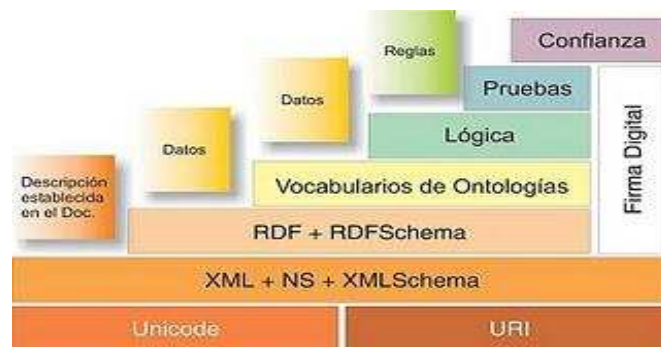 Confianza
Reglas
Pruebas
Datos
Lógica
Datos
Firma Digital
Descripción
establecida
en el Doc.
Vocabularios de Ontologías
RDF + RDFSchema
XML + NS + XMLSchema
Unicode
URI